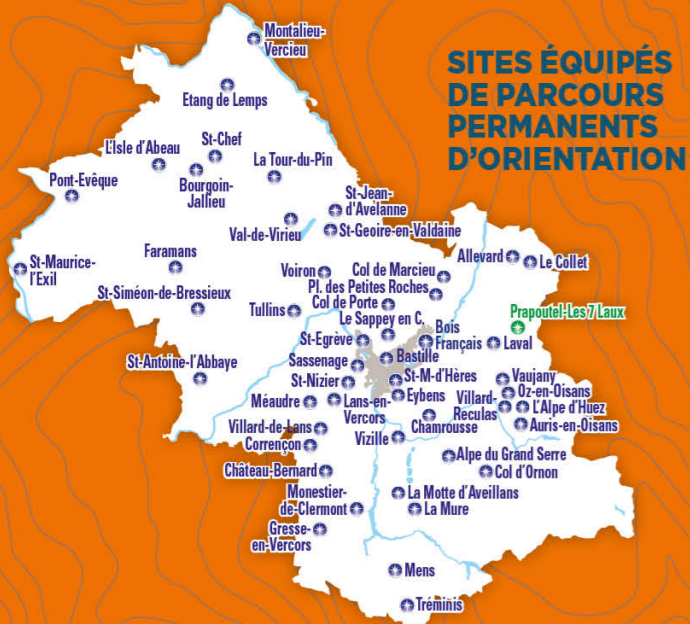 SITES ÉQUIPÉS
DE PARCOURS
PERMANENTS
D'ORIENTATION
Montalieu-
Vercieu
Etang de Lemps
St-Chef
L'Isle d'Abeau
La Tour-du-Pin
Pont-Evêque
Bourgoin-
Jallieu
St-Jean-
d'Avelanne
Val-de-Virieu
St-Geoire-en-Valdaine
Faramans
St-Maurice-
l'Exil
Voiron
Col de Marcieu
Allevard
Le Collet
St-Siméon-de-Bressieux
Pl. des Petites Roches
Col de Porte
Tullins
Le Sappey en C.
Prapoutel-Les 7 Laux
St-Egrève
Bois
Français
Laval
St-Antoine-l'Abbaye
Sassenage
Bastille
St-Nizier
St-M-d'Hères
Vaujany
Méaudre
Lans-en-
Vercors
Eybens
Villard-
Reculas
Oz-en-Oisans
L'Alpe d'Huez
Chamrousse
Auris-en-Oisans
Villard-de-Lans
Corrençon
Vizille
Alpe du Grand Serre
Château-Bernard
Col d'Ornon
Monestier-
de-Clermont
La Motte d'Aveillans
La Mure
Gresse-
en-Vercors
Mens
Tréminis